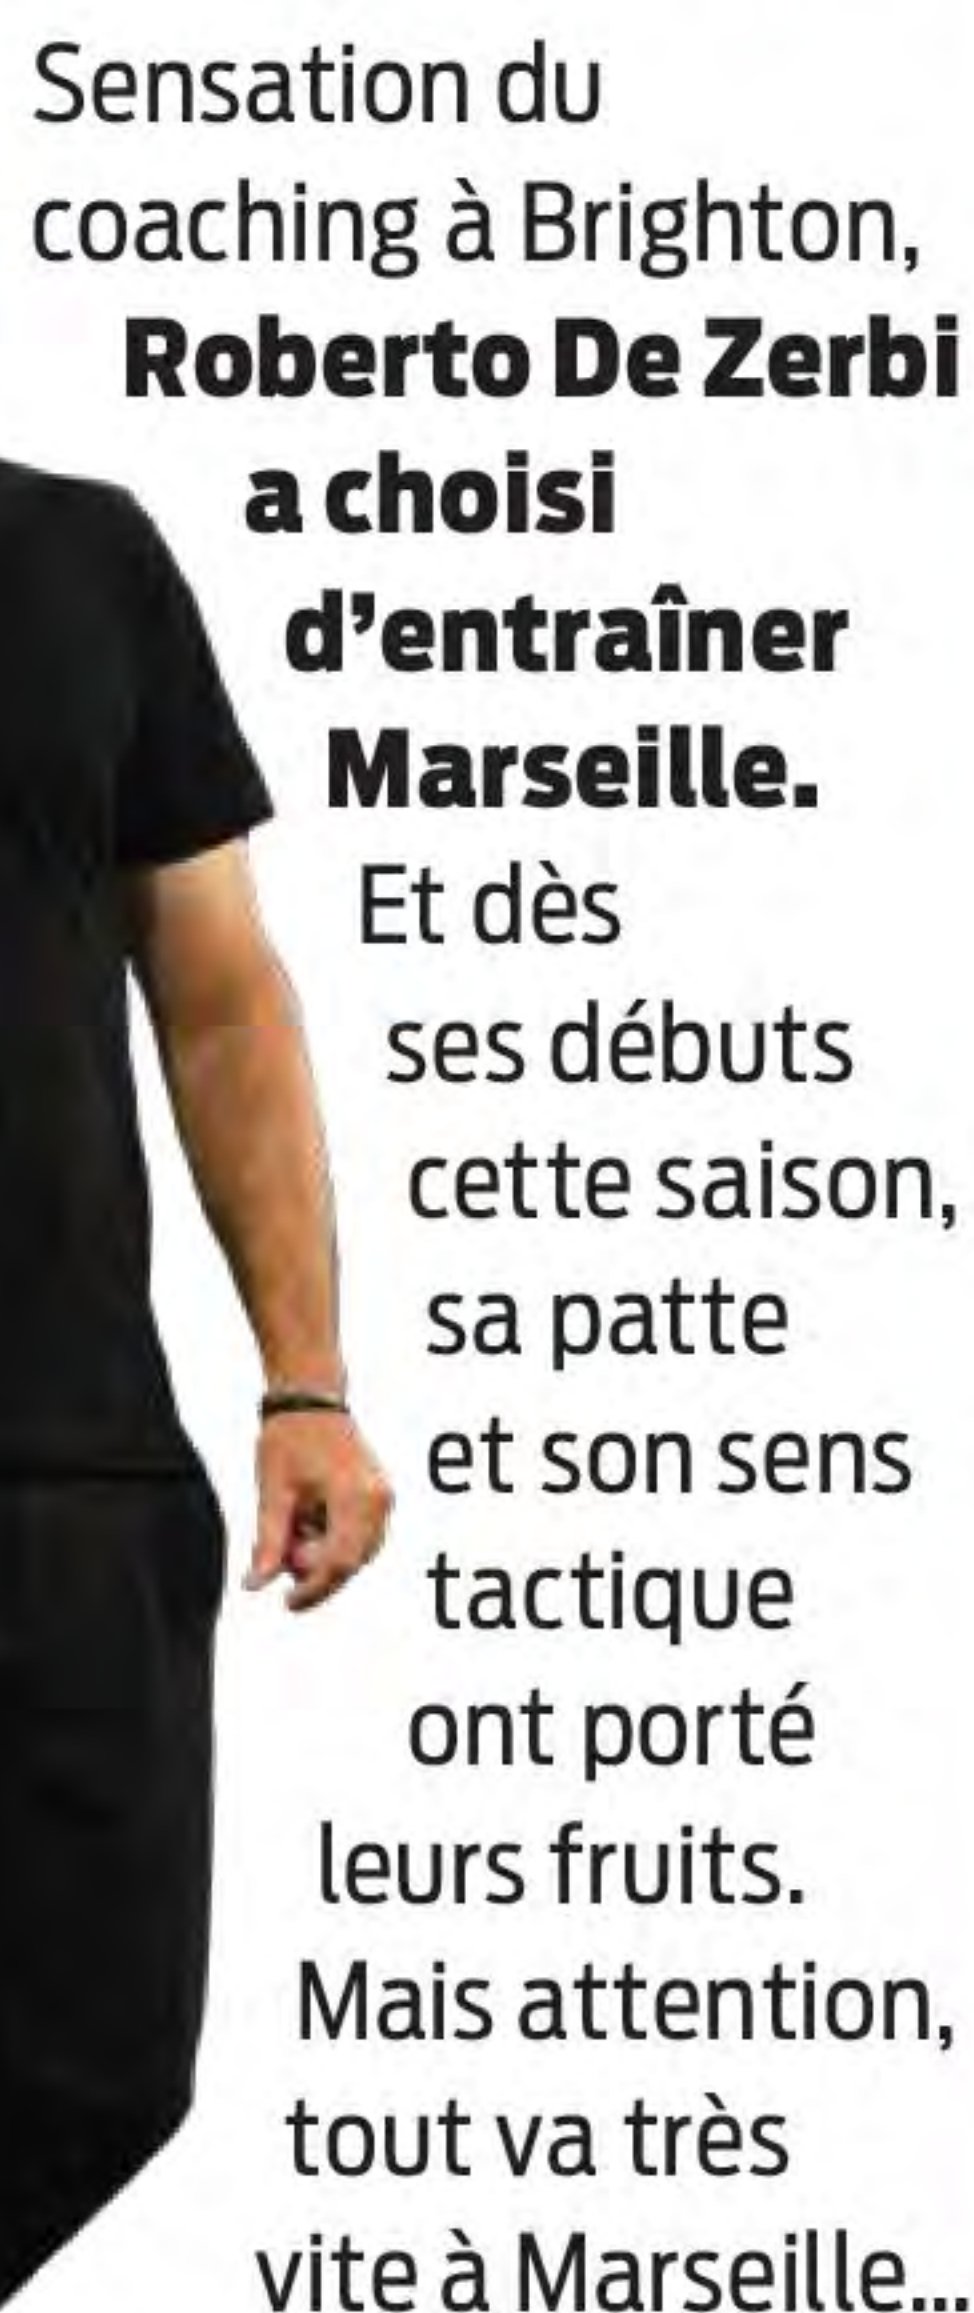 Sensation du
coaching à Brighton,
Roberto De Zerbi
a choisi
d’entraîner
Marseille.
Et dès
ses débuts
cette saison,
sa patte
et son sens
tactique
ont porté
leurs fruits.
Mais attention,
tout va très
vite à Marseille...